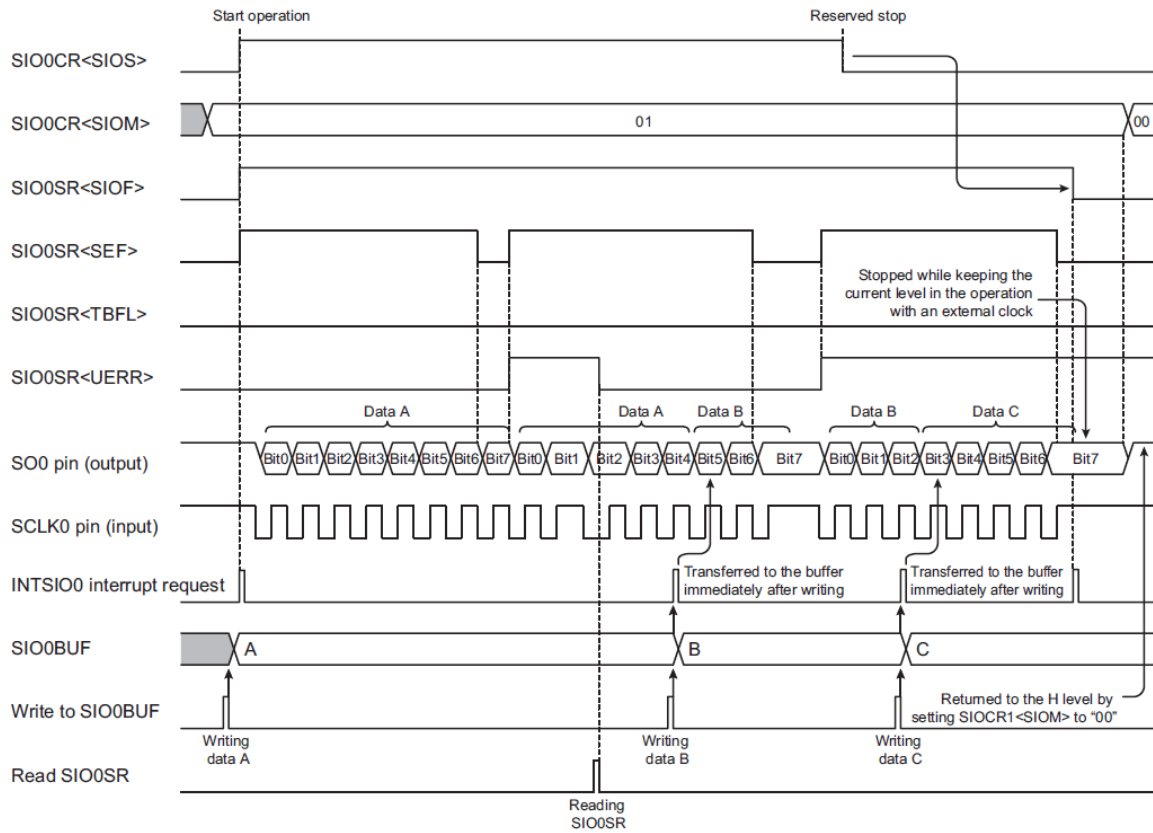 Start operation
Reserved stop
SIO0CR<SIOS>
SIO0CR<SIOM>
01
00
SIO0SR<SIOF>
SIO0SR<SEF>
Stopped while keeping the
current level in the operation
with an external clock
SIO0SR<TBFL>
SIO0SR<UERR>
Data A
Data A
Data B
Data B
Data C
SO0 pin (output)
Bit0 Bit1 Bit2 Bit3 Bit4 Bit5 Bit6 Bit7 Bit0 Bit1 Bit2 Bit3 Bit4 Bit5 Bit6 Bit7 Bit0 Bit1 Bit2 Bit3 Bit4 Bit5 Bit6 Bit7
SCLK0 pin (input)
INTSIO0 interrupt request
Transferred to the buffer
immediately after writing
Transferred to the buffer
immediately after writing
SIO0BUF
A
B
C
Write to SIO0BUF
Returned to the H level by
setting SIOCR1<SIOM> to “00”
Writing
data A
Writing
data B
Writing
data C
Read SIO0SR
Reading
SIO0SR